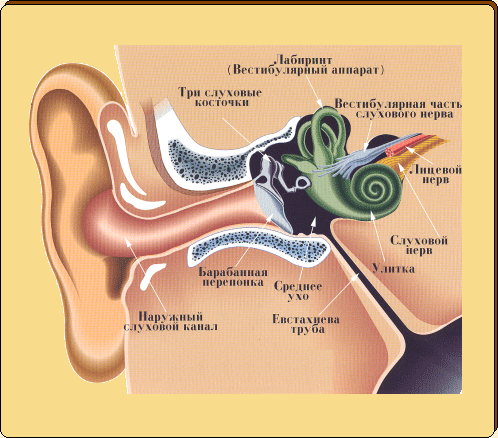 Лабиринт
(Вестибулярный аппарат)
Три слуховые
косточки
Вестибулярная часть
слухового нерва
Лицевой
нерв
Слуховой
нерв
Улитка
Барабанная
перепонка
Среднее
ухо
Наружный
слуховой канал
Евстахиева
труба